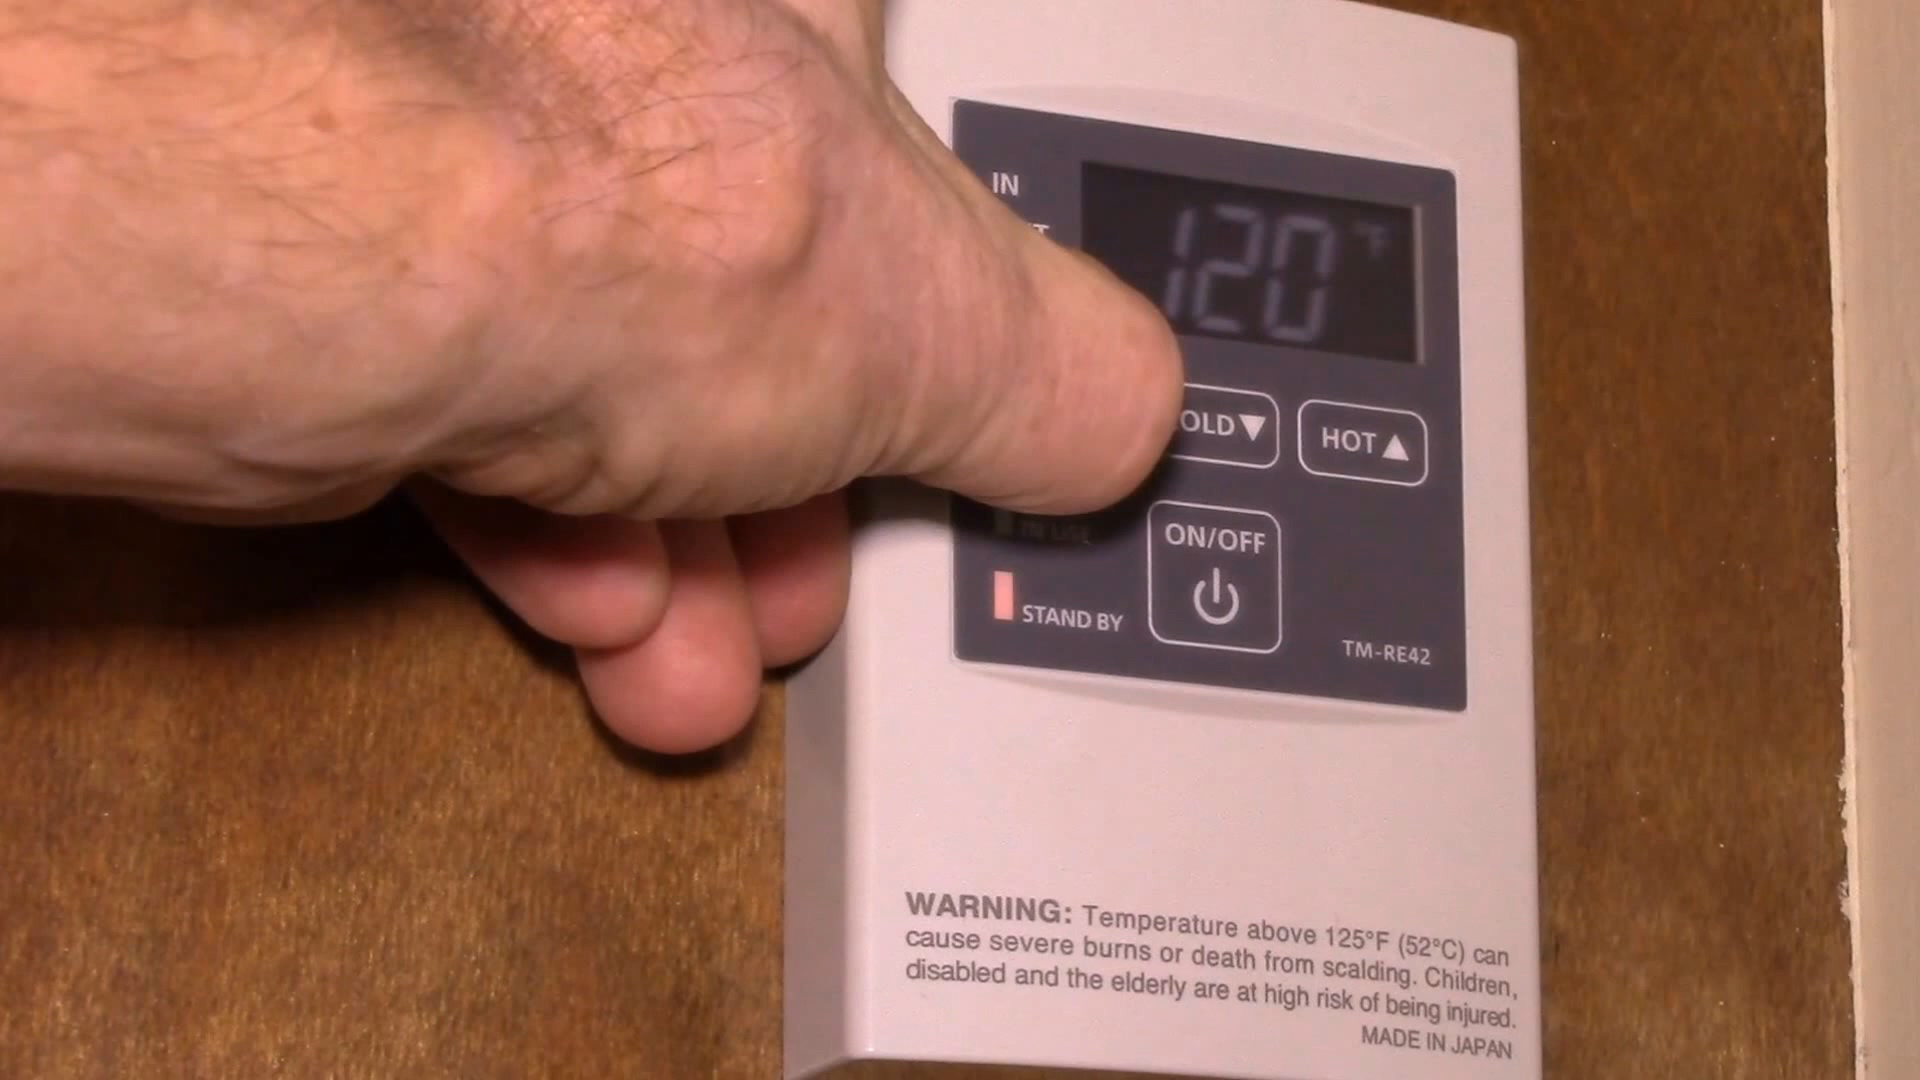 IN
120 °F
OLD▼
HOT▲
IN USE
ON/OFF
STAND BY
TM-RE42
WARNING: Temperature above 125°F (52°C) can
cause severe burns or death from scalding. Children,
disabled and the elderly are at high risk of being injured.
MADE IN JAPAN